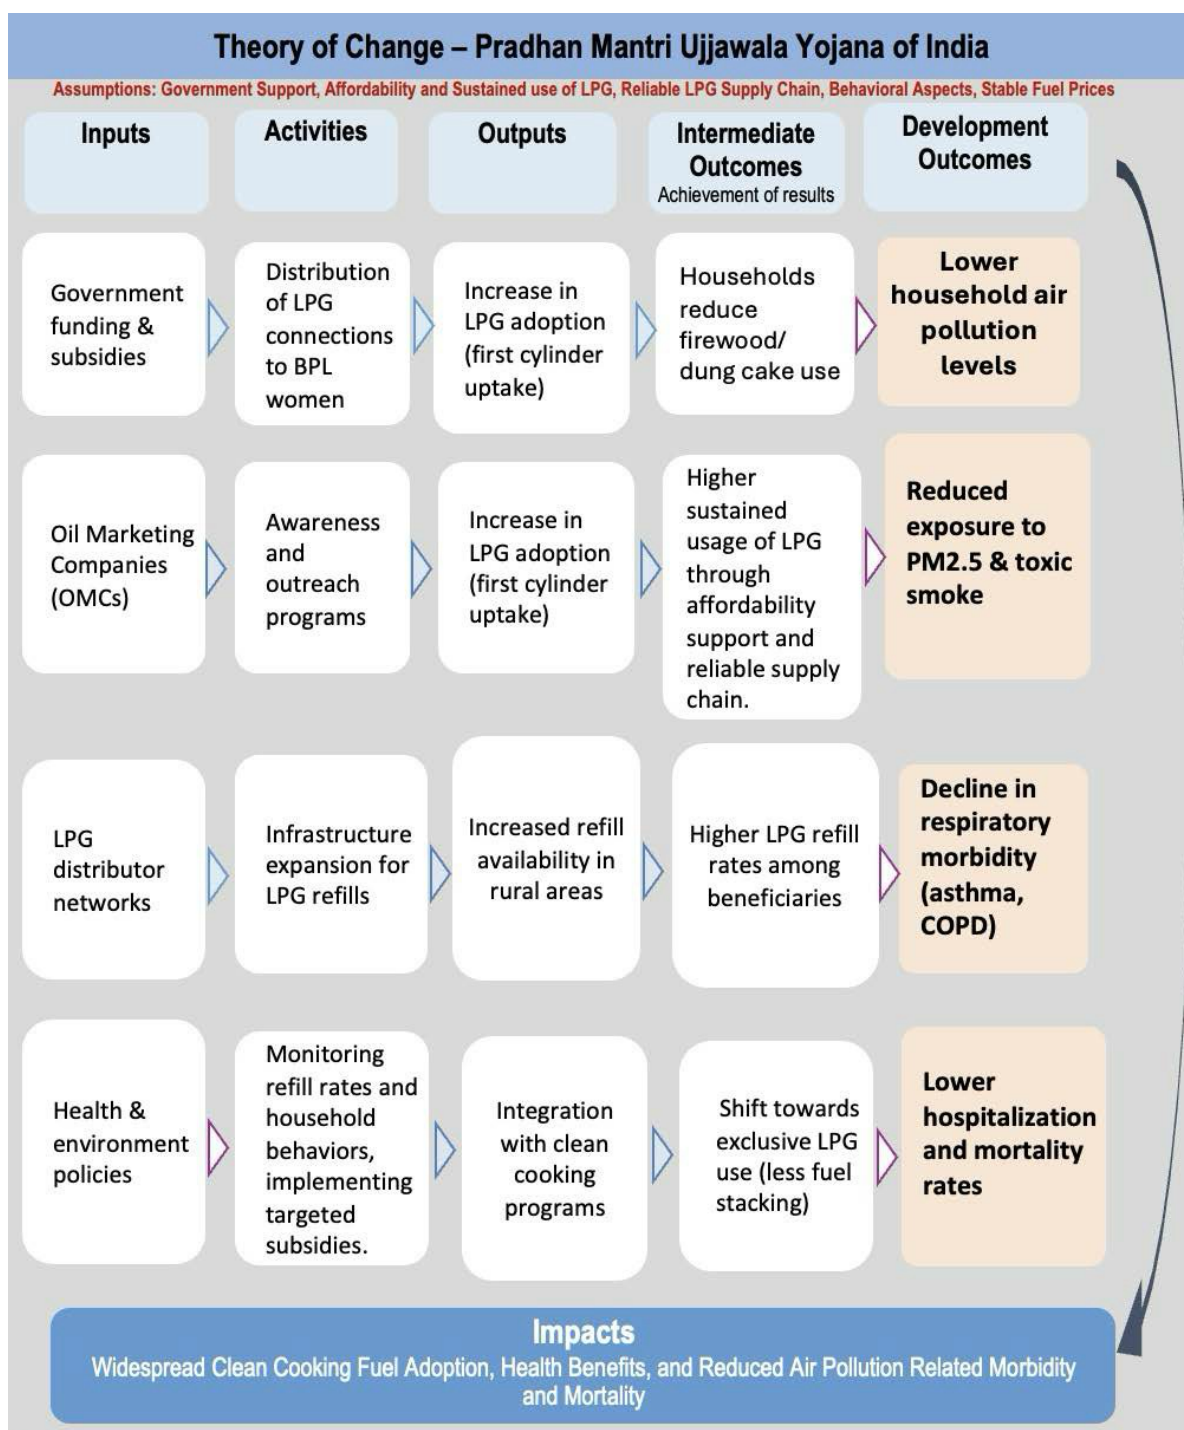 Theory of Change – Pradhan Mantri Ujjawala Yojana of India
Assumptions: Government Support, Affordability and Sustained use of LPG, Reliable LPG Supply Chain, Behavioral Aspects, Stable Fuel Prices
Inputs
Activities
Outputs
Intermediate
Outcomes
Achievement of results
Development
Outcomes
Government
funding &
subsidies
Distribution
of LPG
connections
to BPL
women
Increase in
LPG adoption
(first cylinder
uptake)
Households
reduce
firewood/
dung cake use
Lower
household air
pollution
levels
Oil Marketing
Companies
(OMCs)
Awareness
and
outreach
programs
Increase in
LPG adoption
(first cylinder
uptake)
Higher
sustained
usage of LPG
through
affordability
support and
reliable supply
chain.
Reduced
exposure to
PM2.5 & toxic
smoke
LPG
distributor
networks
Infrastructure
expansion for
LPG refills
Increased refill
availability in
rural areas
Higher LPG refill
rates among
beneficiaries
Decline in
respiratory
morbidity
(asthma,
COPD)
Health &
environment
policies
Monitoring
refill rates and
household
behaviors,
implementing
targeted
subsidies.
Integration
with clean
cooking
programs
Shift towards
exclusive LPG
use (less fuel
stacking)
Lower
hospitalization
and mortality
rates
Impacts
Widespread Clean Cooking Fuel Adoption, Health Benefits, and Reduced Air Pollution Related Morbidity
and Mortality